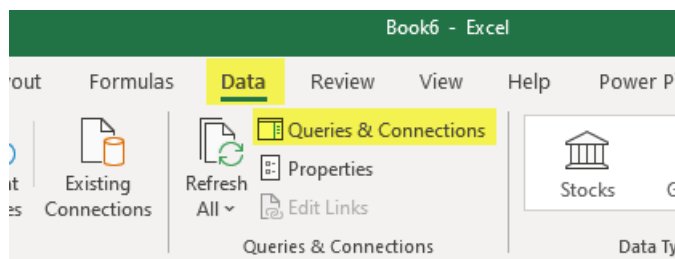 Book6 - Excel
Formulas Data Review View Help Power
Queries & Connections
Existing Refresh Properties Stocks
Connections All Edit Links
Queries & Connections Data